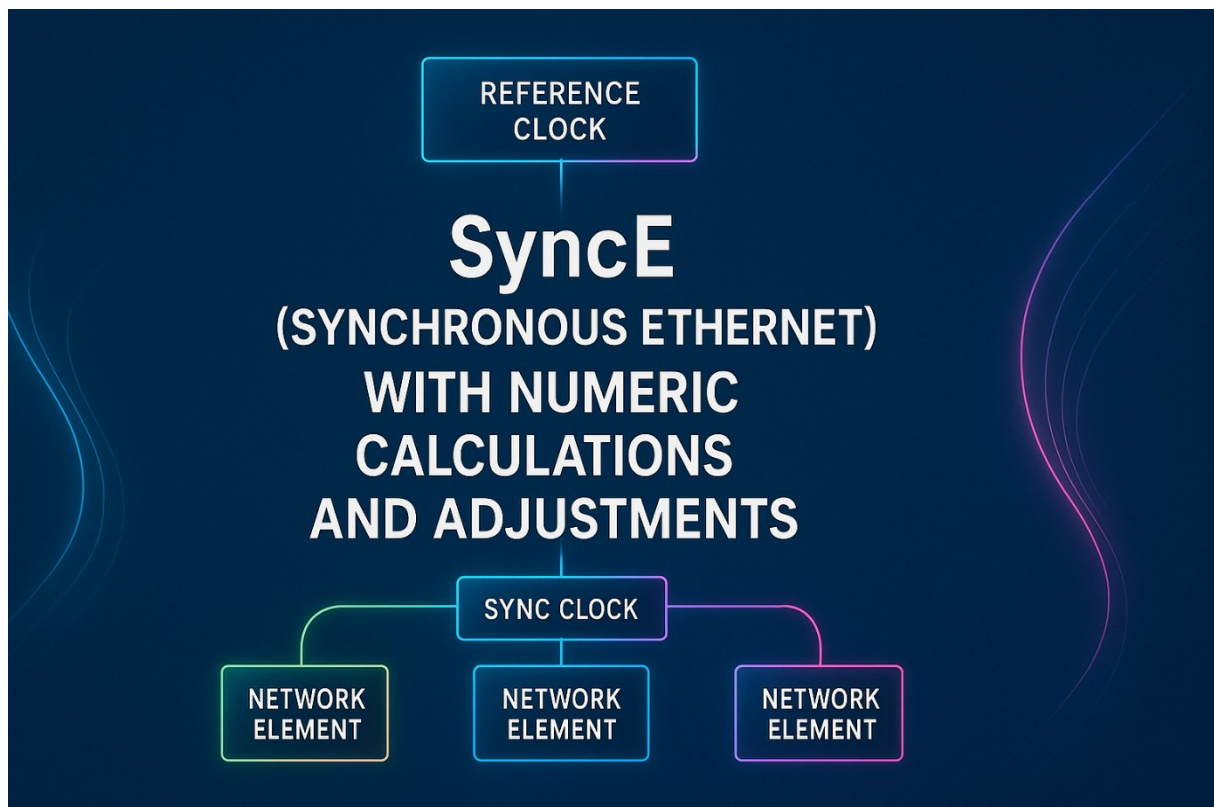 REFERENCE
CLOCK
SyncE
(SYNCHRONOUS ETHERNET)
WITH NUMERIC
CALCULATIONS
AND ADJUSTMENTS
SYNC CLOCK
NETWORK
ELEMENT
NETWORK
ELEMENT
NETWORK
ELEMENT